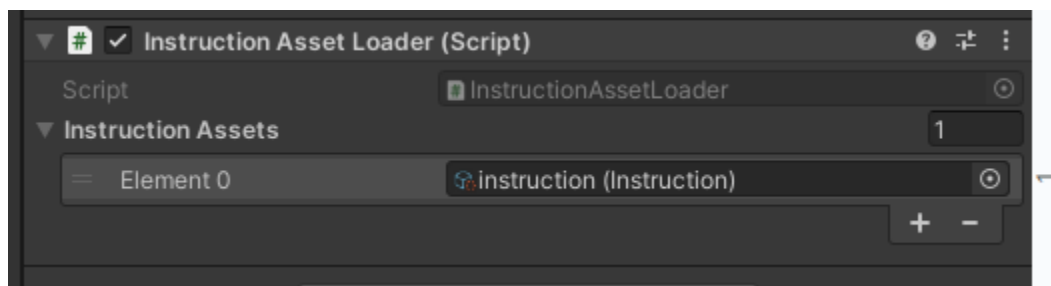 Instruction Asset Loader (Script)
Script InstructionAssetLoader
Instruction Assets 1
Element 0 instruction (Instruction)
+ −